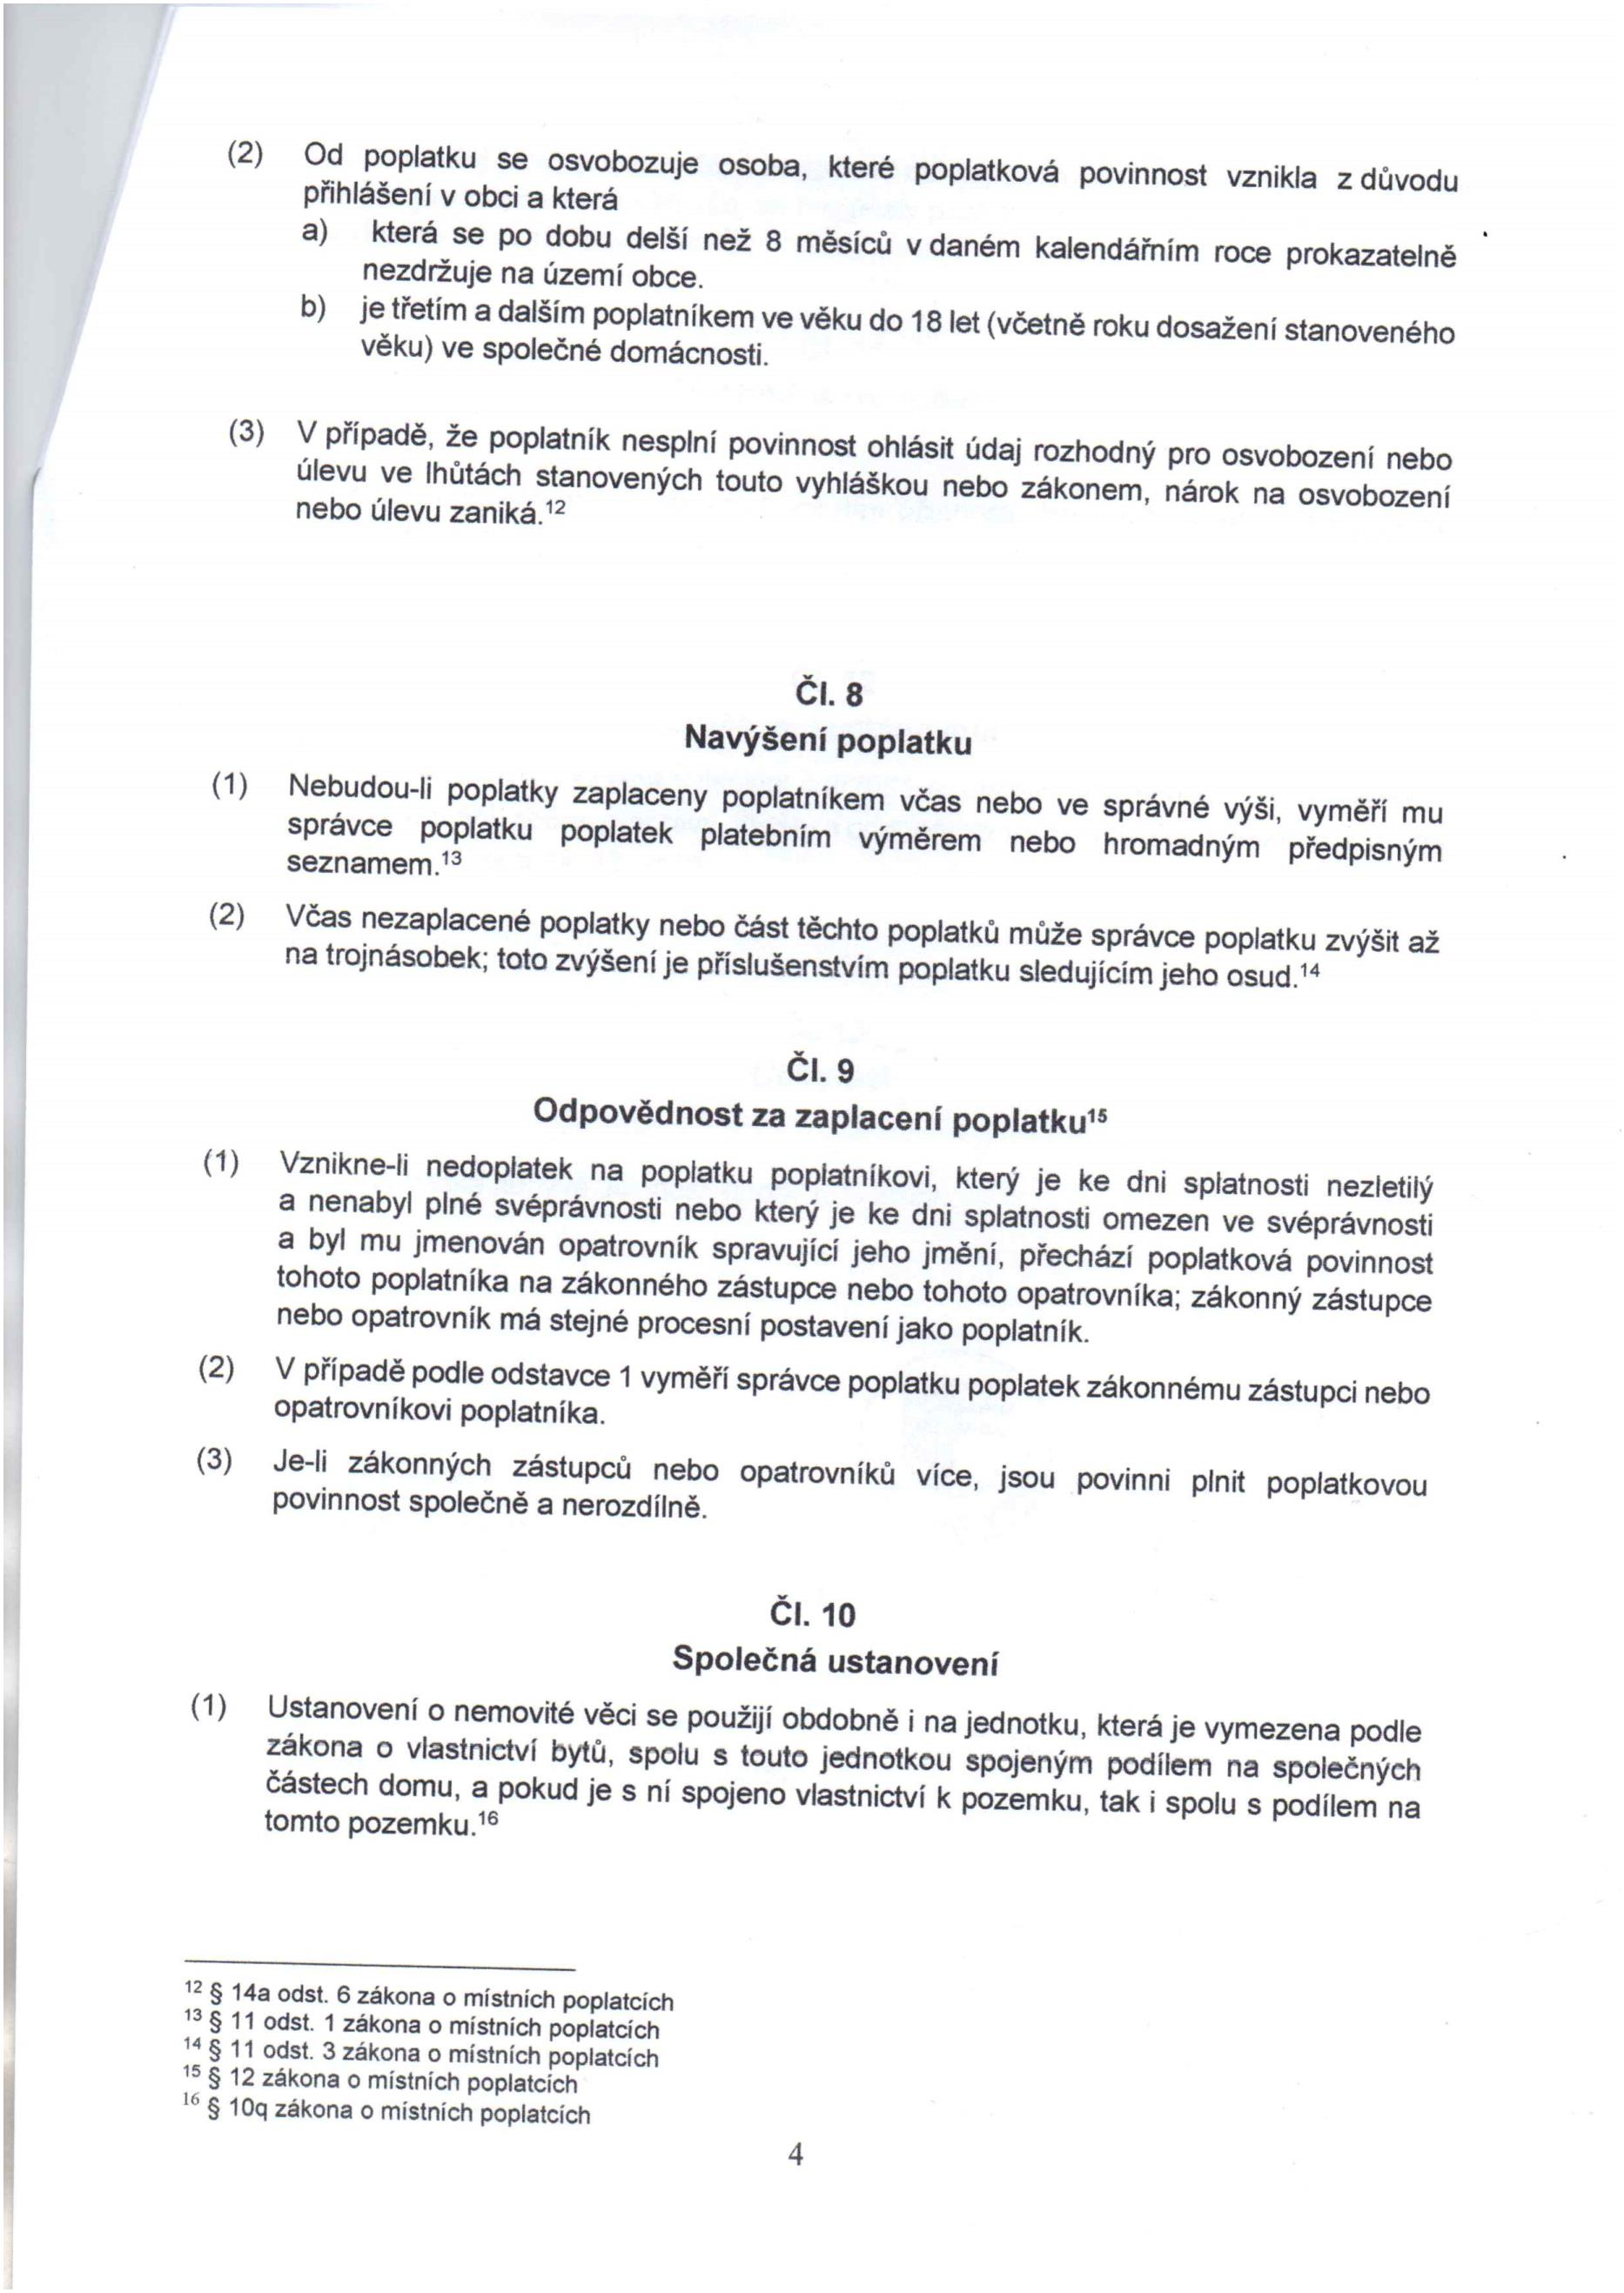 (2) Od poplatku se osvobozuje osoba, které poplatková povinnost vznikla z důvodu
přihlášení v obci a která
a) která se po dobu delší než 8 měsíců v daném kalendářním roce prokazatelně
nezdržuje na území obce.
b) je třetím a dalším poplatníkem ve věku do 18 let (včetně roku dosažení stanoveného
věku) ve společné domácnosti.
(3) V případě, že poplatník nesplní povinnost ohlásit údaj rozhodný pro osvobození nebo
úlevu ve lhůtách stanovených touto vyhláškou nebo zákonem, nárok na osvobození
nebo úlevu zaniká.¹²
Čl. 8
Navýšení poplatku
(1) Nebudou-li poplatky zaplaceny poplatníkem včas nebo ve správné výši, vyměří mu
správce poplatku poplatek platebním výměrem nebo hromadným předpisným
seznamem.¹³
(2) Včas nezaplacené poplatky nebo část těchto poplatků může správce poplatku zvýšit až
na trojnásobek; toto zvýšení je příslušenstvím poplatku sledujícím jeho osud.¹⁴
Čl. 9
Odpovědnost za zaplacení poplatku¹⁵
(1) Vznikne-li nedoplatek na poplatku poplatníkovi, který je ke dni splatnosti nezletilý
a nenabyl plné svéprávnosti nebo který je ke dni splatnosti omezen ve svéprávnosti
a byl mu jmenován opatrovník spravující jeho jmění, přechází poplatková povinnost
tohoto poplatníka na zákonného zástupce nebo tohoto opatrovníka; zákonný zástupce
nebo opatrovník má stejné procesní postavení jako poplatník.
(2) V případě podle odstavce 1 vyměří správce poplatku poplatek zákonnému zástupci nebo
opatrovníkovi poplatníka.
(3) Je-li zákonných zástupců nebo opatrovníků více, jsou povinni plnit poplatkovou
povinnost společně a nerozdílně.
Čl. 10
Společná ustanovení
(1) Ustanovení o nemovité věci se použijí obdobně i na jednotku, která je vymezena podle
zákona o vlastnictví bytů, spolu s touto jednotkou spojeným podílem na společných
částech domu, a pokud je s ní spojeno vlastnictví k pozemku, tak i spolu s podílem na
tomto pozemku.¹⁶
¹² § 14a odst. 6 zákona o místních poplatcích
¹³ § 11 odst. 1 zákona o místních poplatcích
¹⁴ § 11 odst. 3 zákona o místních poplatcích
¹⁵ § 12 zákona o místních poplatcích
¹⁶ § 10q zákona o místních poplatcích
4